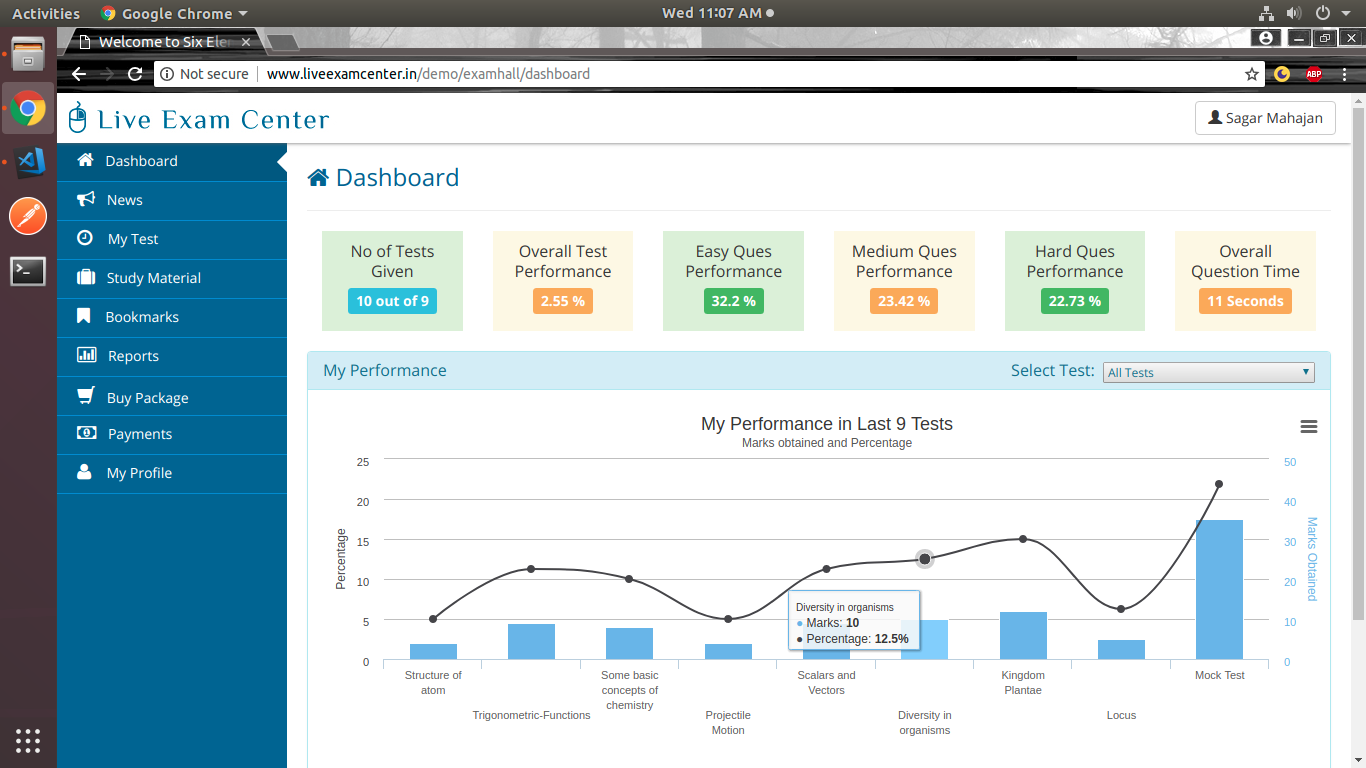 Activities
Google Chrome
Wed 11:07 AM
Welcome to Six Ele
Not secure
www.liveexamcenter.in/demo/examhall/dashboard
ABP
Live Exam Center
Sagar Mahajan
Dashboard
News
My Test
Study Material
Bookmarks
Reports
Buy Package
Payments
My Profile
Dashboard
No of Tests
Given
10 out of 9
Overall Test
Performance
2.55 %
Easy Ques
Performance
32.2 %
Medium Ques
Performance
23.42 %
Hard Ques
Performance
22.73 %
Overall
Question Time
11 Seconds
My Performance
Select Test:
All Tests
My Performance in Last 9 Tests
Marks obtained and Percentage
Percentage
25
20
15
10
5
0
50
40
30
20
10
0
Marks Obtained
Diversity in organisms
Marks: 10
Percentage: 12.5%
Structure of
atom
Trigonometric-Functions
Some basic
concepts of
chemistry
Projectile
Motion
Scalars and
Vectors
Diversity in
organisms
Kingdom
Plantae
Locus
Mock Test